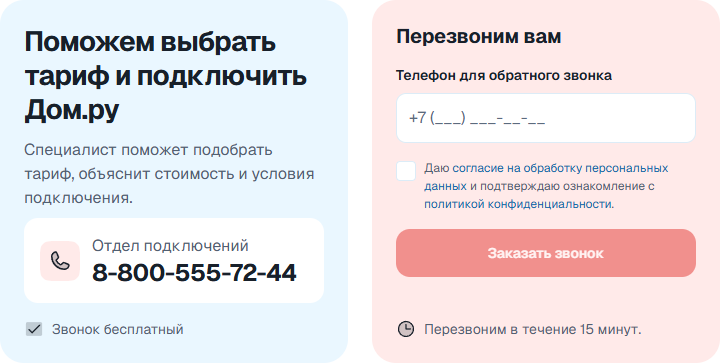 Поможем выбрать
тариф и подключить
Дом.ру
Специалист поможет подобрать
тариф, объяснит стоимость и условия
подключения.
Отдел подключений
8-800-555-72-44
Звонок бесплатный
Перезвоним вам
Телефон для обратного звонка
+7 (___) ___-__-__
Даю согласие на обработку персональных
данных и подтверждаю ознакомление с
политикой конфиденциальности.
Заказать звонок
Перезвоним в течение 15 минут.